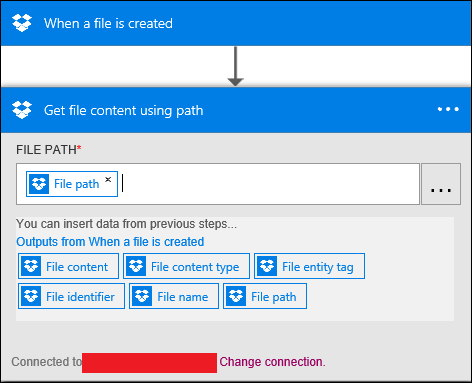 When a file is created
Get file content using path
...
FILE PATH*
File path ×
...
You can insert data from previous steps...
Outputs from When a file is created
File content File content type File entity tag
File identifier File name File path
Connected to Change connection.